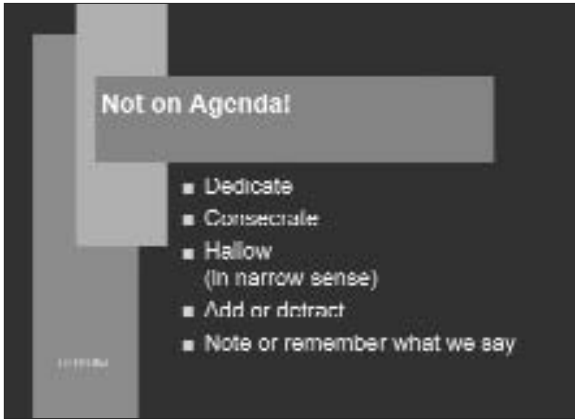 Not on Agenda!
Dedicate
Consecrate
Hallow
(in narrow sense)
Add or detract
Note or remember what we say